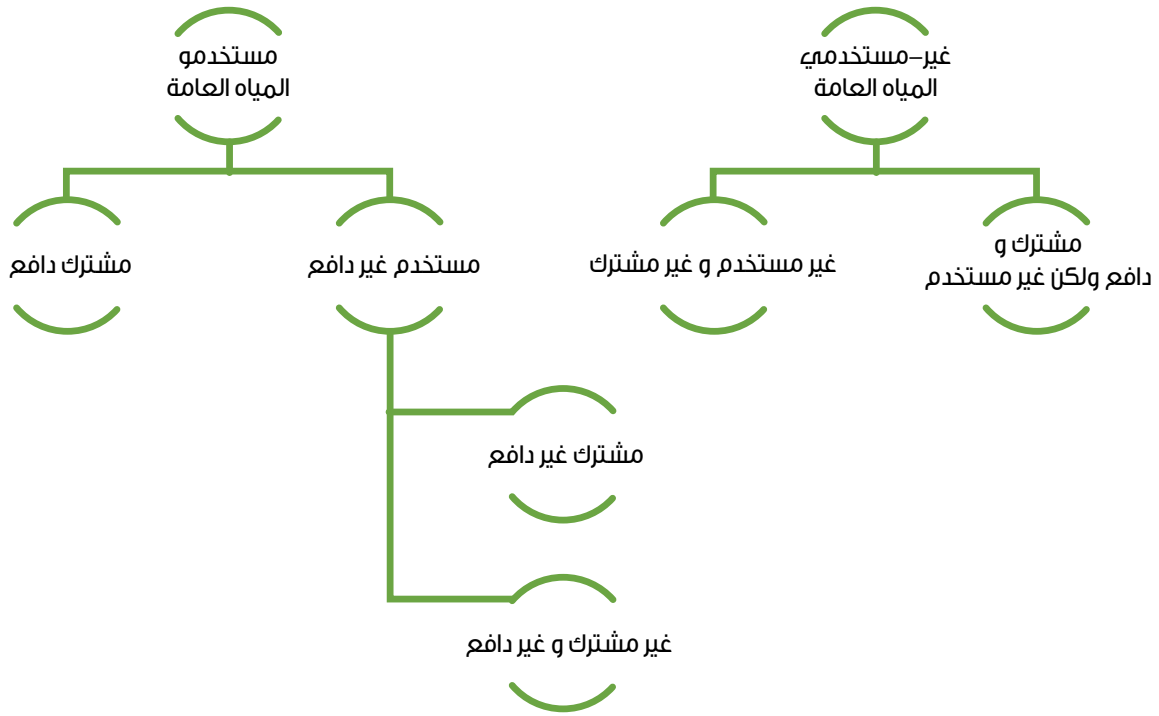 غير-مستخدمي
المياه العامة
مستخدمو
المياه العامة
مشترك و
دافع ولكن غير مستخدم
غير مستخدم و غير مشترك
مستخدم غير دافع
مشترك دافع
مشترك غير دافع
غير مشترك و غير دافع